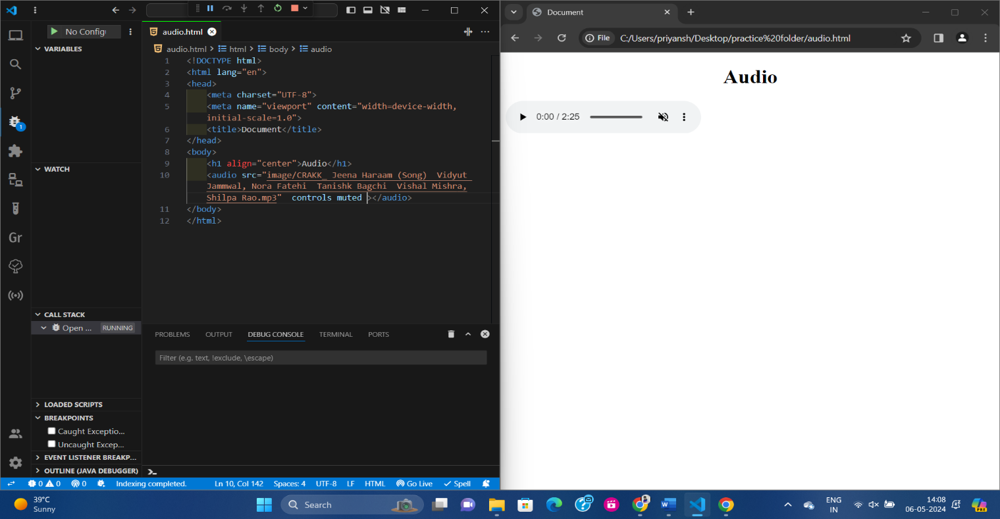 No Config
VARIABLES
WATCH
CALL STACK
Open ... RUNNING
LOADED SCRIPTS
BREAKPOINTS
Caught Exceptio...
Uncaught Excep...
EVENT LISTENER BREAKP...
OUTLINE (JAVA DEBUGGER)
1
Gr
audio.html
audio.html > html > body > audio
1 <!DOCTYPE html>
2 <html lang="en">
3 <head>
4 <meta charset="UTF-8">
5 <meta name="viewport" content="width=device-width,
initial-scale=1.0">
6 <title>Document</title>
7 </head>
8 <body>
9 <h1 align="center">Audio</h1>
10 <audio src="image/CRAKK_ Jeena Haraam (Song)  Vidyut
Jammwal, Nora Fatehi  Tanishk Bagchi  Vishal Mishra,
Shilpa Rao.mp3"  controls muted ></audio>
11 </body>
12 </html>
PROBLEMS OUTPUT DEBUG CONSOLE TERMINAL PORTS
Filter (e.g. text, !exclude, \escape)
0 0 0 Indexing completed. Ln 10, Col 142 Spaces: 4 UTF-8 LF HTML Go Live Spell
Document
File C:/Users/priyansh/Desktop/practice%20folder/audio.html
Audio
0:00 / 2:25
39°C
Sunny
Search
ENG
IN
14:08
06-05-2024
PRE